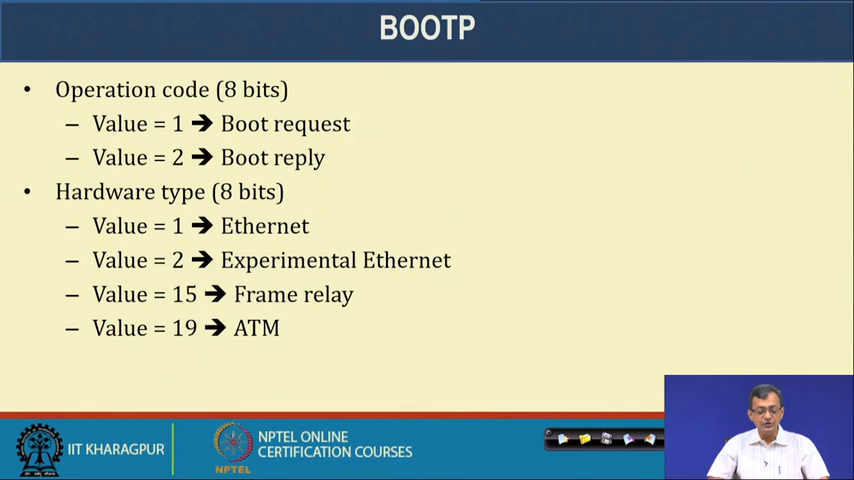 BOOTP
• Operation code (8 bits)
– Value = 1 ➔ Boot request
– Value = 2 ➔ Boot reply
• Hardware type (8 bits)
– Value = 1 ➔ Ethernet
– Value = 2 ➔ Experimental Ethernet
– Value = 15 ➔ Frame relay
– Value = 19 ➔ ATM
IIT KHARAGPUR
NPTEL
NPTEL ONLINE
CERTIFICATION COURSES